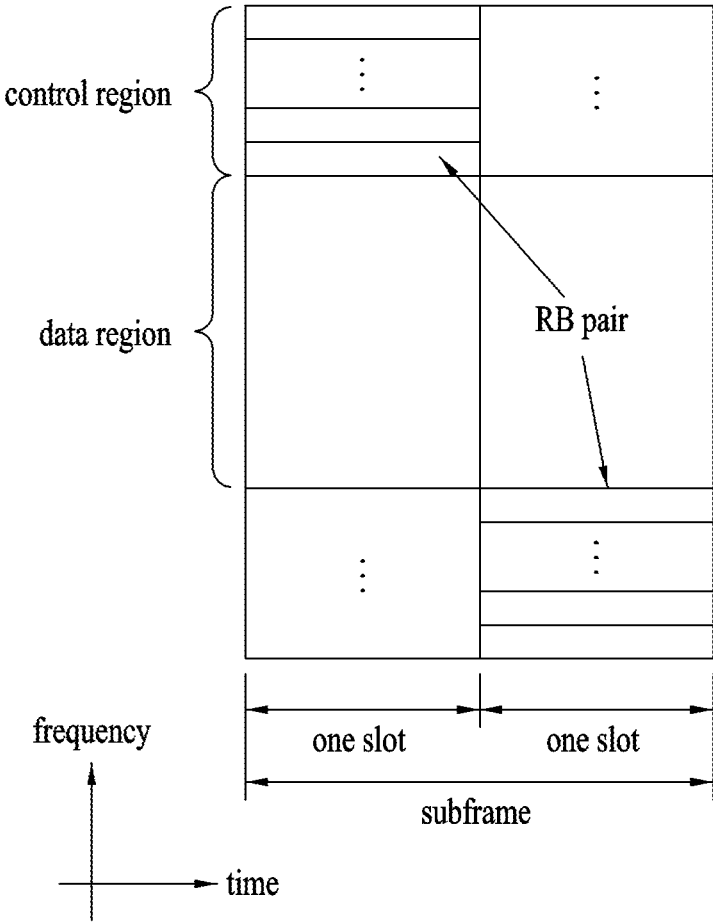 control region
data region
RB pair
frequency
one slot
one slot
subframe
time